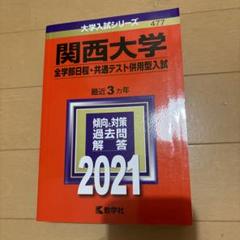 大学入試シリーズ
477
関西大学
全学部日程・共通テスト併用型入試
最近3カ年
傾向と対策
過去問
解答
2021
教学社